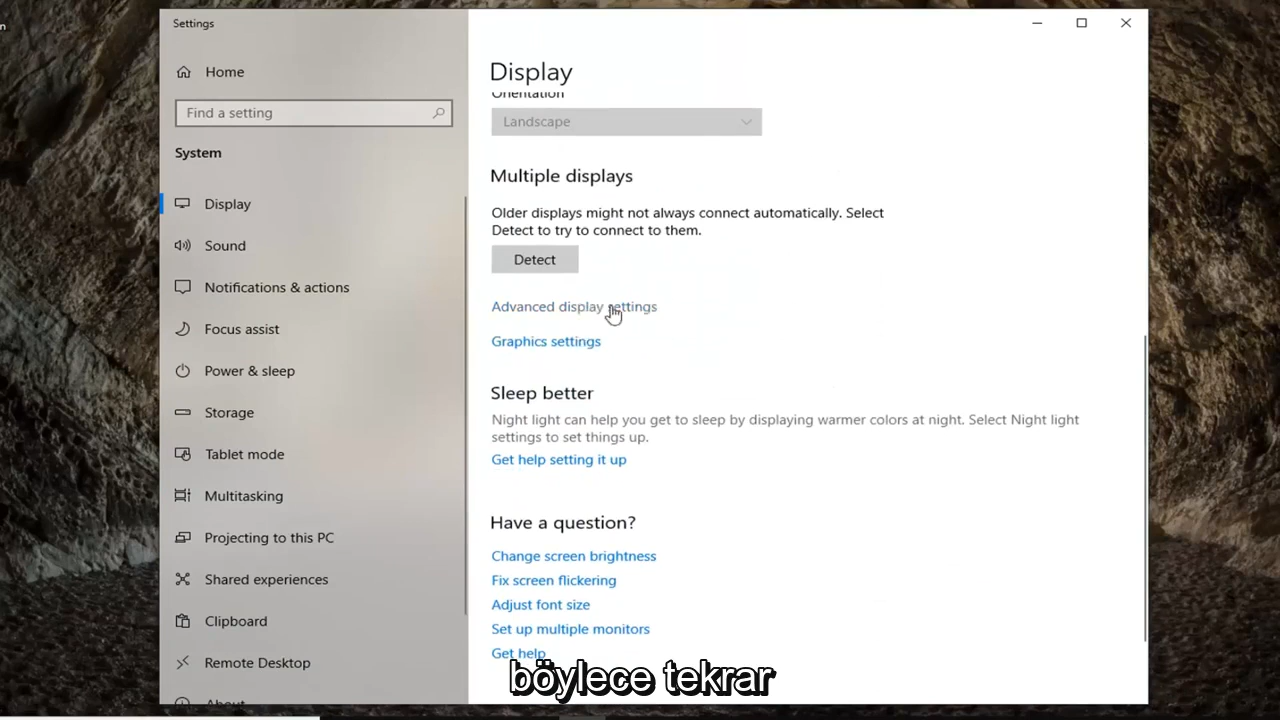 n
Settings
Home
Find a setting
System
Display
Sound
Notifications & actions
Focus assist
Power & sleep
Storage
Tablet mode
Multitasking
Projecting to this PC
Shared experiences
Clipboard
Remote Desktop
About
Display
Orientation
Landscape
Multiple displays
Older displays might not always connect automatically. Select
Detect to try to connect to them.
Detect
Advanced display settings
Graphics settings
Sleep better
Night light can help you get to sleep by displaying warmer colors at night. Select Night light
settings to set things up.
Get help setting it up
Have a question?
Change screen brightness
Fix screen flickering
Adjust font size
Set up multiple monitors
Get help
böylece tekrar